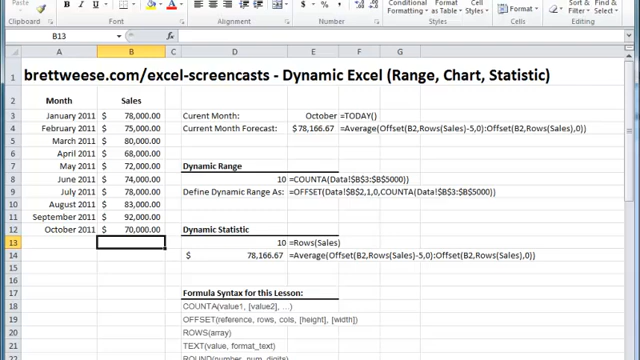 Paste
B I U
Clipboard
Font
Alignment
Number
Conditional Formatting
Format as Table
Cell Styles
Format
Styles
Cells
B13
fx
A B C D E F G
1 brettweese.com/excel-screencasts - Dynamic Excel (Range, Chart, Statistic)
2 Month Sales
3 January 2011 $ 78,000.00 Curent Month: October =TODAY()
4 February 2011 $ 75,000.00 Current Month Forecast: $ 78,166.67 =Average(Offset(B2,Rows(Sales)-5,0):Offset(B2,Rows(Sales),0))
5 March 2011 $ 80,000.00
6 April 2011 $ 68,000.00
7 May 2011 $ 72,000.00 Dynamic Range
8 June 2011 $ 74,000.00 10 =COUNTA(Data!$B$3:$B$5000))
9 July 2011 $ 78,000.00 Define Dynamic Range As: =OFFSET(Data!$B$2,1,0,COUNTA(Data!$B$3:$B$5000))
10 August 2011 $ 83,000.00
11 September 2011 $ 92,000.00
12 October 2011 $ 70,000.00 Dynamic Statistic
13 10 =Rows(Sales)
14 $ 78,166.67 =Average(Offset(B2,Rows(Sales)-5,0):Offset(B2,Rows(Sales),0))
15
16
17 Formula Syntax for this Lesson:
18 COUNTA(value1, [value2], ...)
19 OFFSET(reference, rows, cols, [height], [width])
20 ROWS(array)
21 TEXT(value, format_text)
22 ROUND(number, num_digits)